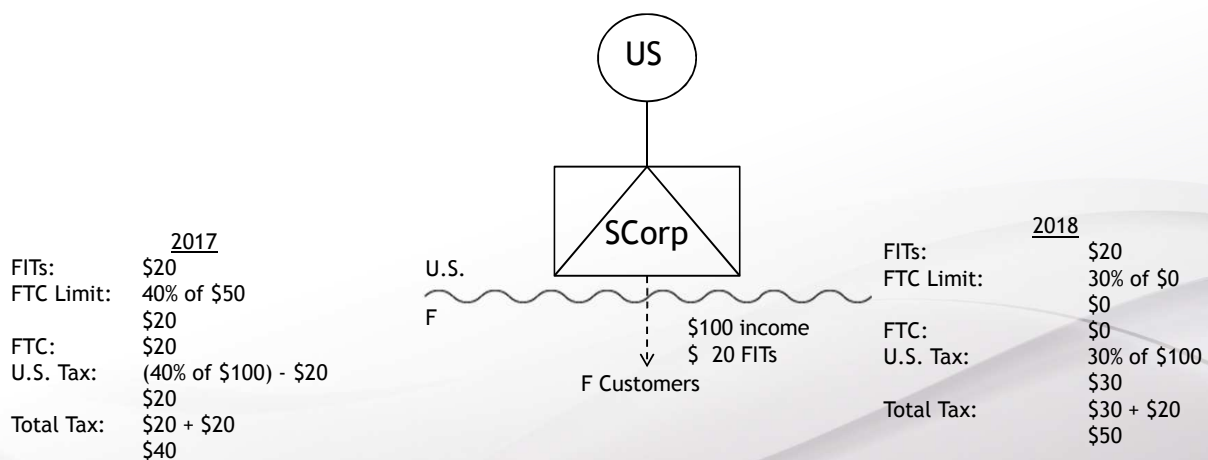 US
SCorp
U.S.
F
$100 income
$ 20 FITs
F Customers
2017
FITs: $20
FTC Limit: 40% of $50
$20
FTC: $20
U.S. Tax: (40% of $100) - $20
$20
Total Tax: $20 + $20
$40
2018
FITs: $20
FTC Limit: 30% of $0
$0
FTC: $0
U.S. Tax: 30% of $100
$30
Total Tax: $30 + $20
$50